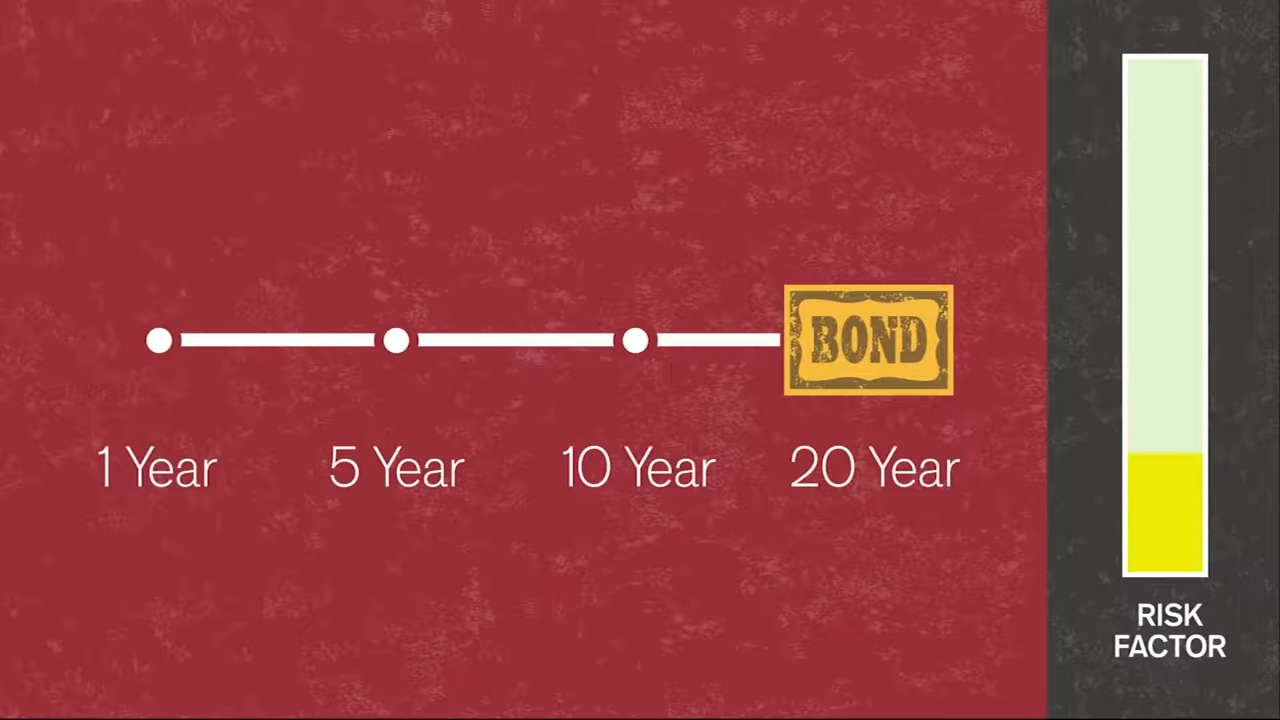 BOND
1 Year
5 Year
10 Year
20 Year
RISK
FACTOR